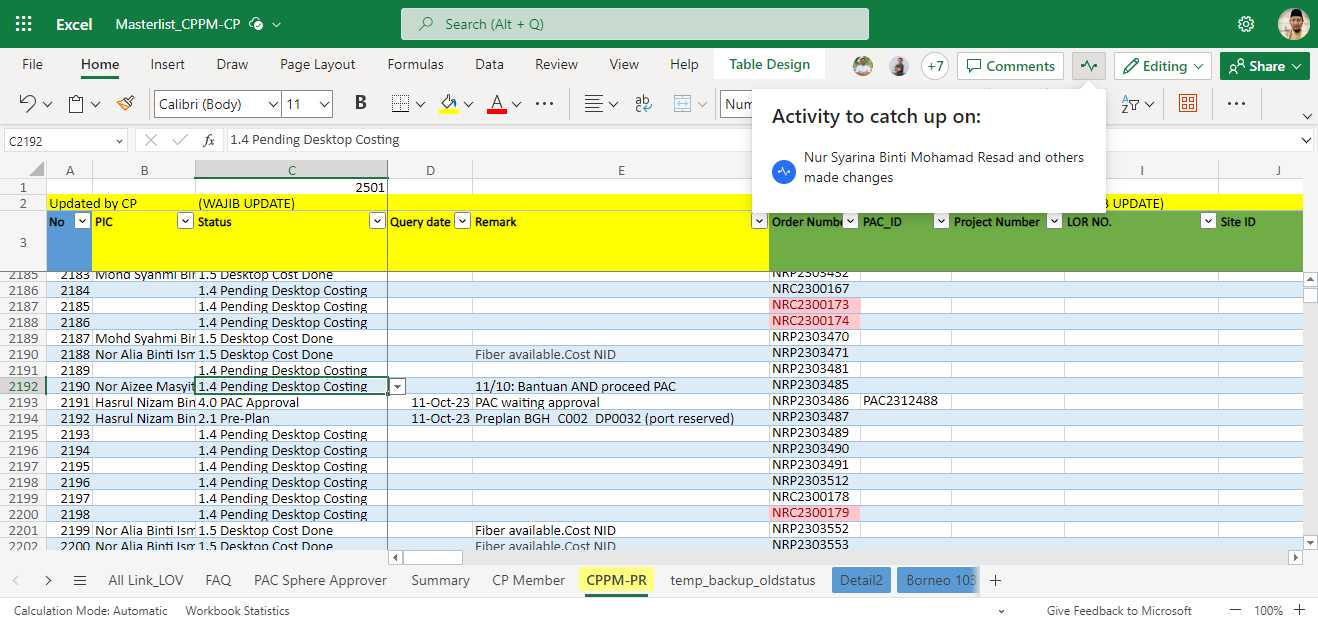 Excel Masterlist_CPPM-CP Search (Alt + Q)
File Home Insert Draw Page Layout Formulas Data Review View Help Table Design +7 Comments Editing Share
Calibri (Body) 11 B A ab Num
Activity to catch up on:
Nur Syarina Binti Mohamad Resad and others
made changes
C2192 fx 1.4 Pending Desktop Costing
A B C D E I J
1 2501
2 Updated by CP (WAJIB UPDATE) UPDATE)
3 No PIC Status Query date Remark Order Numbe PAC_ID Project Number LOR NO. Site ID
2185 2183 Mohd Syahmi Bin 1.5 Desktop Cost Done NRP2303452
2186 2184 1.4 Pending Desktop Costing NRC2300167
2187 2185 1.4 Pending Desktop Costing NRC2300173
2188 2186 1.4 Pending Desktop Costing NRC2300174
2189 2187 Mohd Syahmi Bin 1.5 Desktop Cost Done NRP2303470
2190 2188 Nor Alia Binti Ism 1.5 Desktop Cost Done Fiber available.Cost NID NRP2303471
2191 2189 1.4 Pending Desktop Costing NRP2303481
2192 2190 Nor Aizee Masyit 1.4 Pending Desktop Costing 11/10: Bantuan AND proceed PAC NRP2303485
2193 2191 Hasrul Nizam Bin 4.0 PAC Approval 11-Oct-23 PAC waiting approval NRP2303486 PAC2312488
2194 2192 Hasrul Nizam Bin 2.1 Pre-Plan 11-Oct-23 Preplan BGH_C002_DP0032 (port reserved) NRP2303487
2195 2193 1.4 Pending Desktop Costing NRP2303489
2196 2194 1.4 Pending Desktop Costing NRP2303490
2197 2195 1.4 Pending Desktop Costing NRP2303491
2198 2196 1.4 Pending Desktop Costing NRP2303512
2199 2197 1.4 Pending Desktop Costing NRC2300178
2200 2198 1.4 Pending Desktop Costing NRC2300179
2201 2199 Nor Alia Binti Ism 1.5 Desktop Cost Done Fiber available.Cost NID NRP2303552
2202 2200 Nor Alia Binti Ism 1.5 Desktop Cost Done Fiber available.Cost NID NRP2303553
All Link_LOV FAQ PAC Sphere Approver Summary CP Member CPPM-PR temp_backup_oldstatus Detail2 Borneo 103
Calculation Mode: Automatic Workbook Statistics Give Feedback to Microsoft 100%